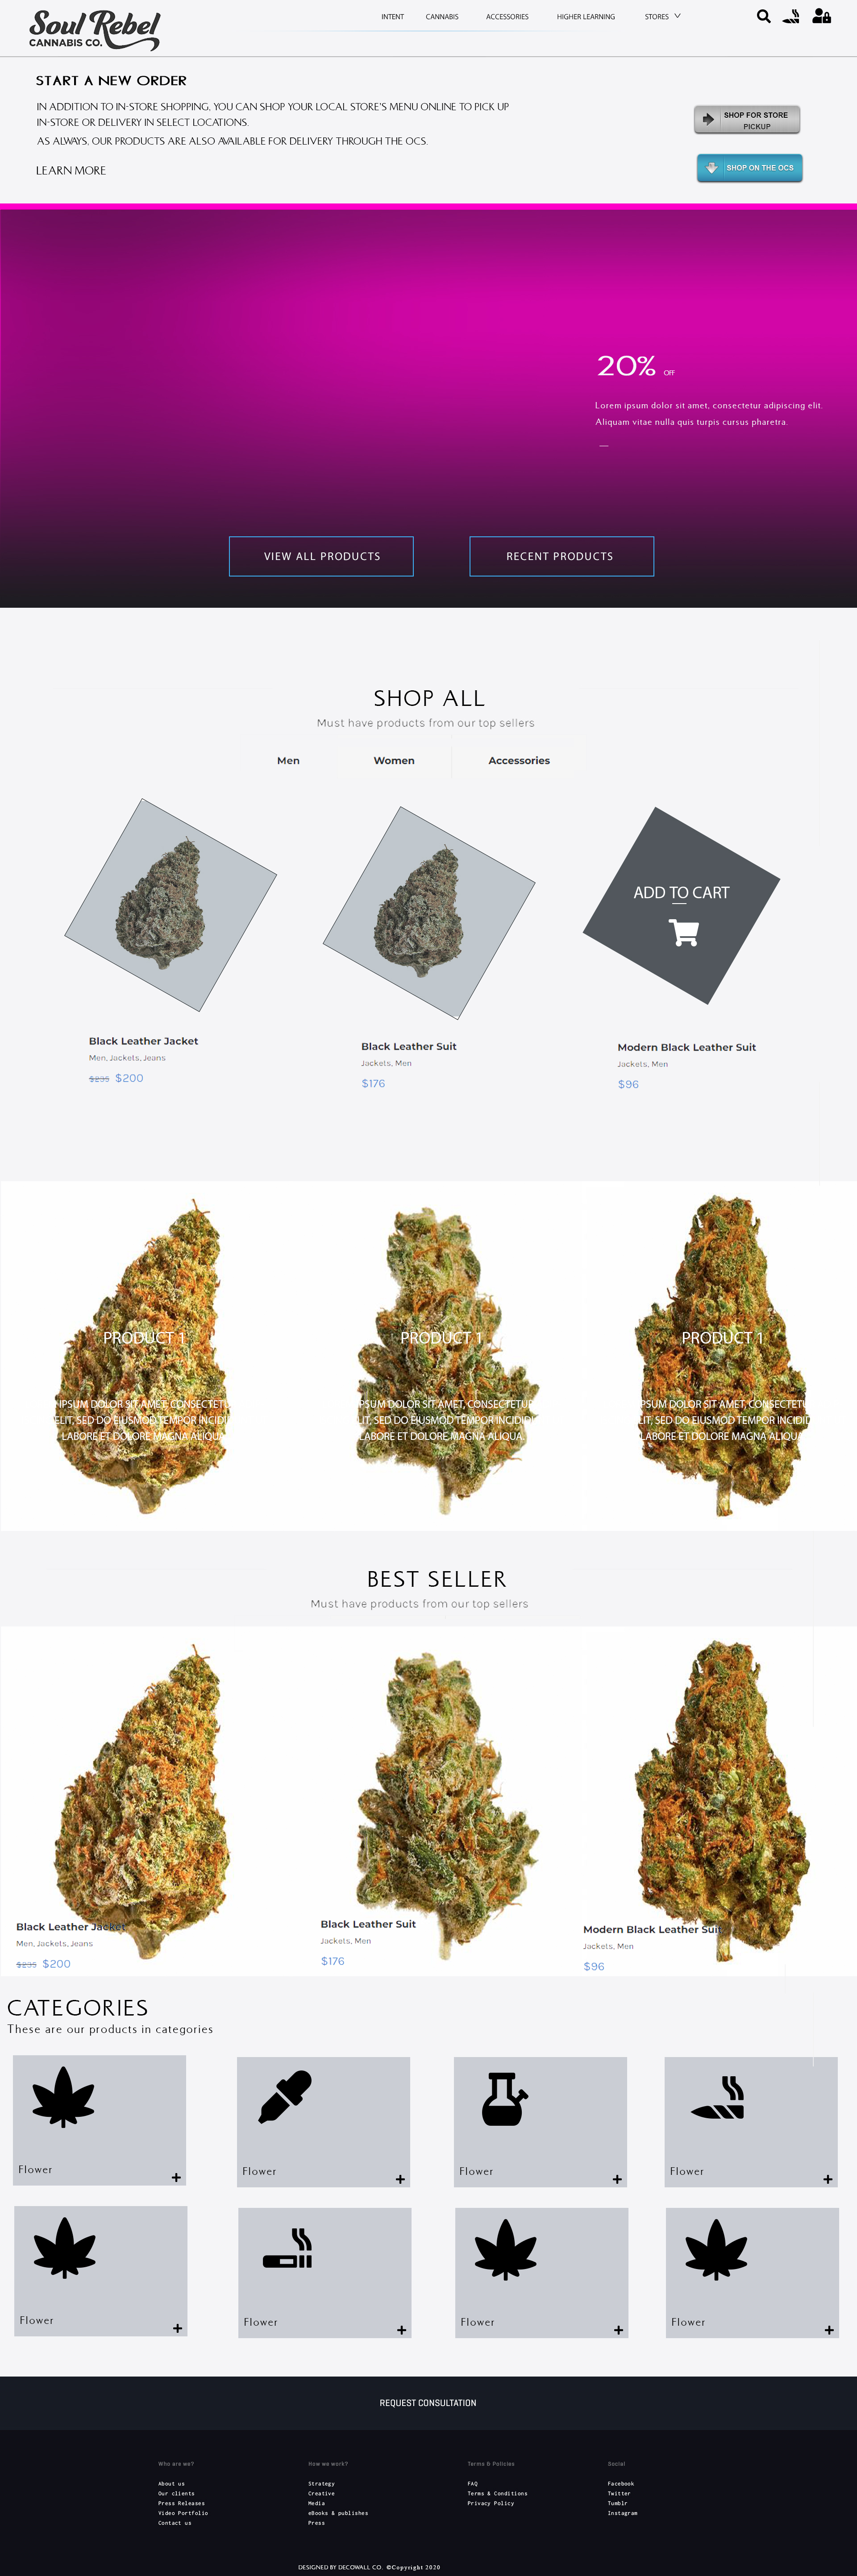 Soul Rebel
CANNABIS CO.
INTENT CANNABIS ACCESSORIES HIGHER LEARNING STORES
START A NEW ORDER
IN ADDITION TO IN-STORE SHOPPING, YOU CAN SHOP YOUR LOCAL STORE'S MENU ONLINE TO PICK UP
IN-STORE OR DELIVERY IN SELECT LOCATIONS.
AS ALWAYS, OUR PRODUCTS ARE ALSO AVAILABLE FOR DELIVERY THROUGH THE OCS.
LEARN MORE
SHOP FOR STORE
PICKUP
SHOP ON THE OCS
20% OFF
Lorem ipsum dolor sit amet, consectetur adipiscing elit.
Aliquam vitae nulla quis turpis cursus pharetra.
VIEW ALL PRODUCTS
RECENT PRODUCTS
SHOP ALL
Must have products from our top sellers
Men Women Accessories
ADD TO CART
Black Leather Jacket
Men, Jackets, Jeans
$235 $200
Black Leather Suit
Jackets, Men
$176
Modern Black Leather Suit
Jackets, Men
$96
PRODUCT 1
IPSUM DOLOR SIT AMET, CONSECTETU
ELIT, SED DO EIUSMOD TEMPOR INCIDI
LABORE ET DOLORE MAGNA ALIQUA
PRODUCT 1
PSUM DOLOR SIT AMET, CONSECTETUR
LIT, SED DO EIUSMOD TEMPOR INCIDID
LABORE ET DOLORE MAGNA ALIQUA.
PRODUCT 1
PSUM DOLOR SIT AMET, CONSECTETU
LIT, SED DO EIUSMOD TEMPOR INCIDID
LABORE ET DOLORE MAGNA ALIQUA
BEST SELLER
Must have products from our top sellers
Black Leather Jacket
Men, Jackets, Jeans
$235 $200
Black Leather Suit
Jackets, Men
$176
Modern Black Leather Suit
Jackets, Men
$96
CATEGORIES
These are our products in categories
Flower
Flower
Flower
Flower
Flower
Flower
Flower
Flower
REQUEST CONSULTATION
Who are we?
About us
Our clients
Press Releases
Video Portfolio
Contact us
How we work?
Strategy
Creative
Media
eBooks & publishes
Press
Terms & Policies
FAQ
Terms & Conditions
Privacy Policy
Social
Facebook
Twitter
Tumblr
Instagram
DESIGNED BY DECOWALL CO. ©Copyright 2020